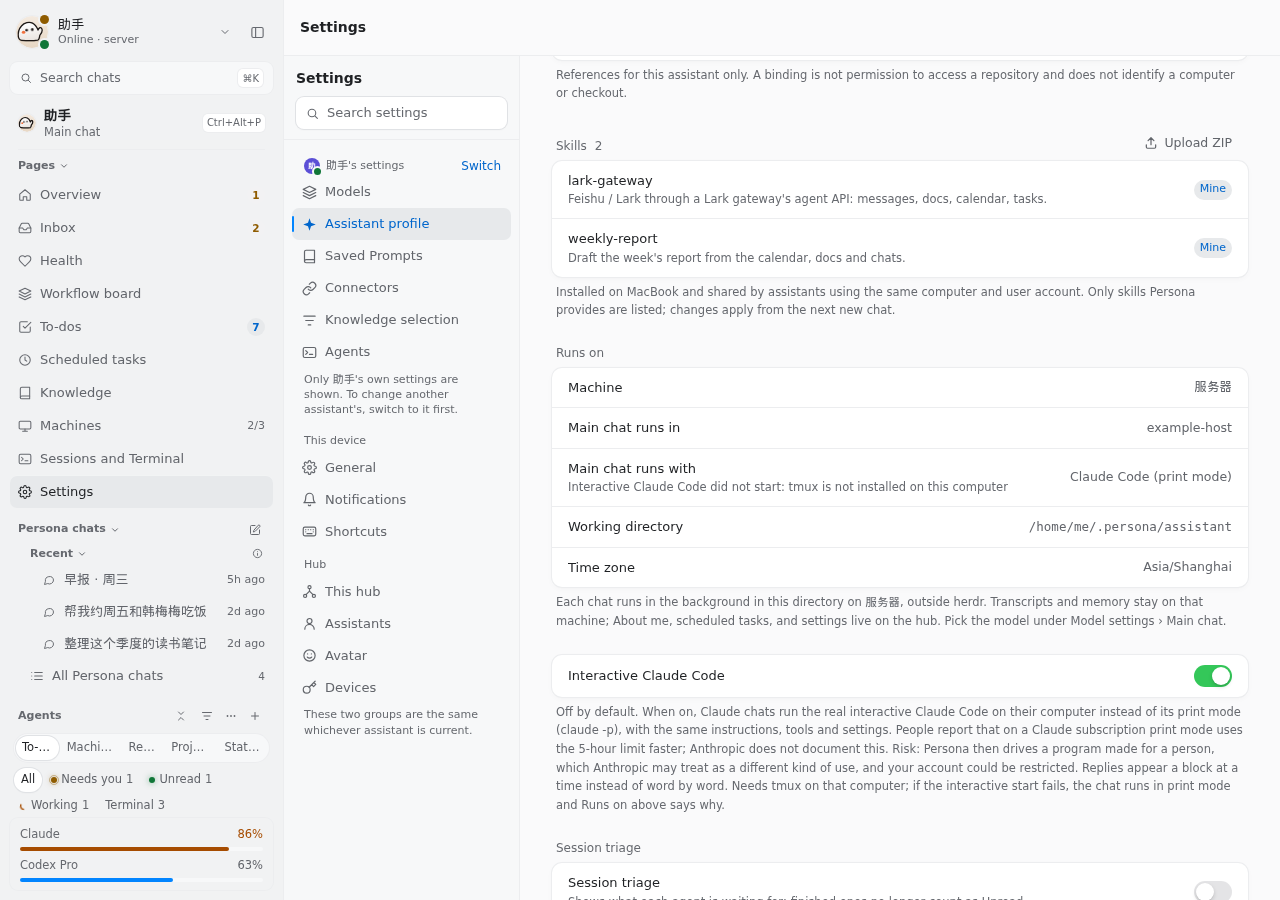 助手
Online · server
Search chats
⌘K
助手
Main chat
Ctrl+Alt+P
Pages
Overview
1
Inbox
2
Health
Workflow board
To-dos
7
Scheduled tasks
Knowledge
Machines
2/3
Sessions and Terminal
Settings
Persona chats
Recent
早报 · 周三
5h ago
帮我约周五和韩梅梅吃饭
2d ago
整理这个季度的读书笔记
2d ago
All Persona chats
4
Agents
To-…
Machi…
Re…
Proj…
Stat…
All
Needs you 1
Unread 1
Working 1
Terminal 3
Claude
86%
Codex Pro
63%
Settings
Settings
Search settings
助手's settings
Switch
Models
Assistant profile
Saved Prompts
Connectors
Knowledge selection
Agents
Only 助手's own settings are
shown. To change another
assistant's, switch to it first.
This device
General
Notifications
Shortcuts
Hub
This hub
Assistants
Avatar
Devices
These two groups are the same
whichever assistant is current.
References for this assistant only. A binding is not permission to access a repository and does not identify a computer
or checkout.
Skills 2
Upload ZIP
lark-gateway
Feishu / Lark through a Lark gateway's agent API: messages, docs, calendar, tasks.
Mine
weekly-report
Draft the week's report from the calendar, docs and chats.
Mine
Installed on MacBook and shared by assistants using the same computer and user account. Only skills Persona
provides are listed; changes apply from the next new chat.
Runs on
Machine
服务器
Main chat runs in
example-host
Main chat runs with
Interactive Claude Code did not start: tmux is not installed on this computer
Claude Code (print mode)
Working directory
/home/me/.persona/assistant
Time zone
Asia/Shanghai
Each chat runs in the background in this directory on 服务器, outside herdr. Transcripts and memory stay on that
machine; About me, scheduled tasks, and settings live on the hub. Pick the model under Model settings › Main chat.
Interactive Claude Code
Off by default. When on, Claude chats run the real interactive Claude Code on their computer instead of its print mode
(claude -p), with the same instructions, tools and settings. People report that on a Claude subscription print mode uses
the 5-hour limit faster; Anthropic does not document this. Risk: Persona then drives a program made for a person,
which Anthropic may treat as a different kind of use, and your account could be restricted. Replies appear a block at a
time instead of word by word. Needs tmux on that computer; if the interactive start fails, the chat runs in print mode
and Runs on above says why.
Session triage
Session triage